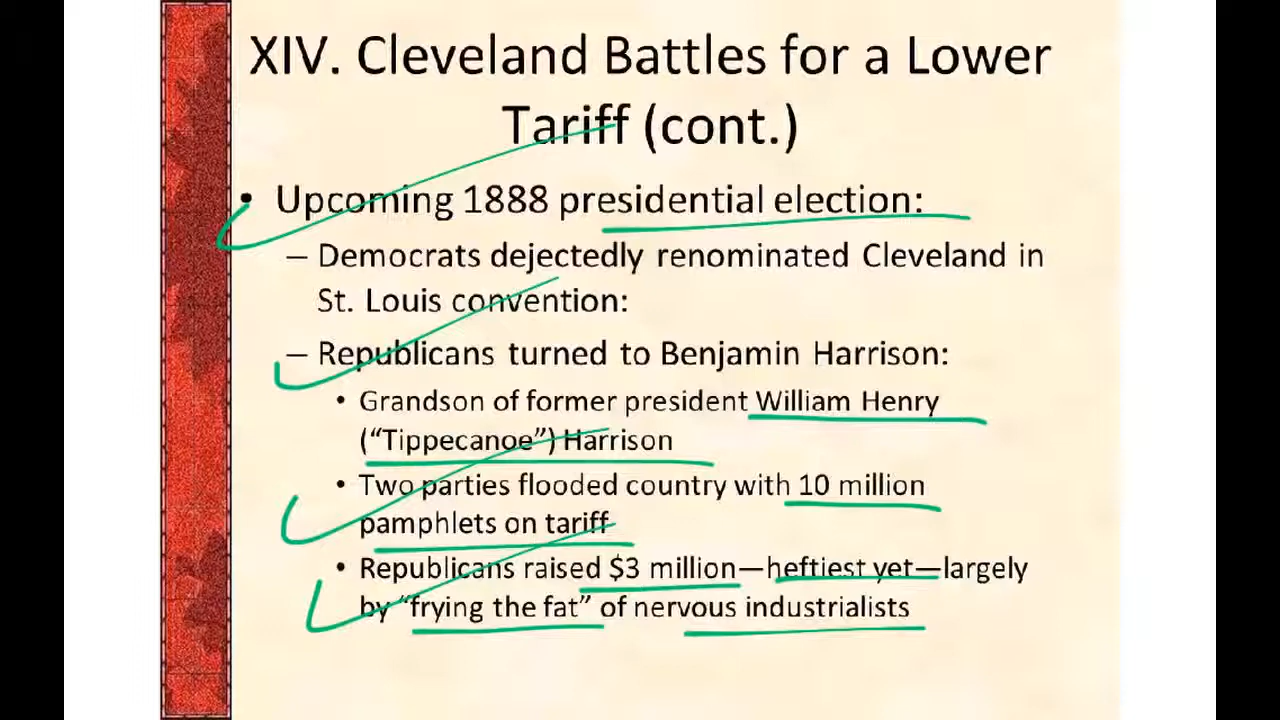 XIV. Cleveland Battles for a Lower
Tariff (cont.)
• Upcoming 1888 presidential election:
– Democrats dejectedly renominated Cleveland in
St. Louis convention:
– Republicans turned to Benjamin Harrison:
• Grandson of former president William Henry
(“Tippecanoe”) Harrison
• Two parties flooded country with 10 million
pamphlets on tariff
• Republicans raised $3 million—heftiest yet—largely
by “frying the fat” of nervous industrialists